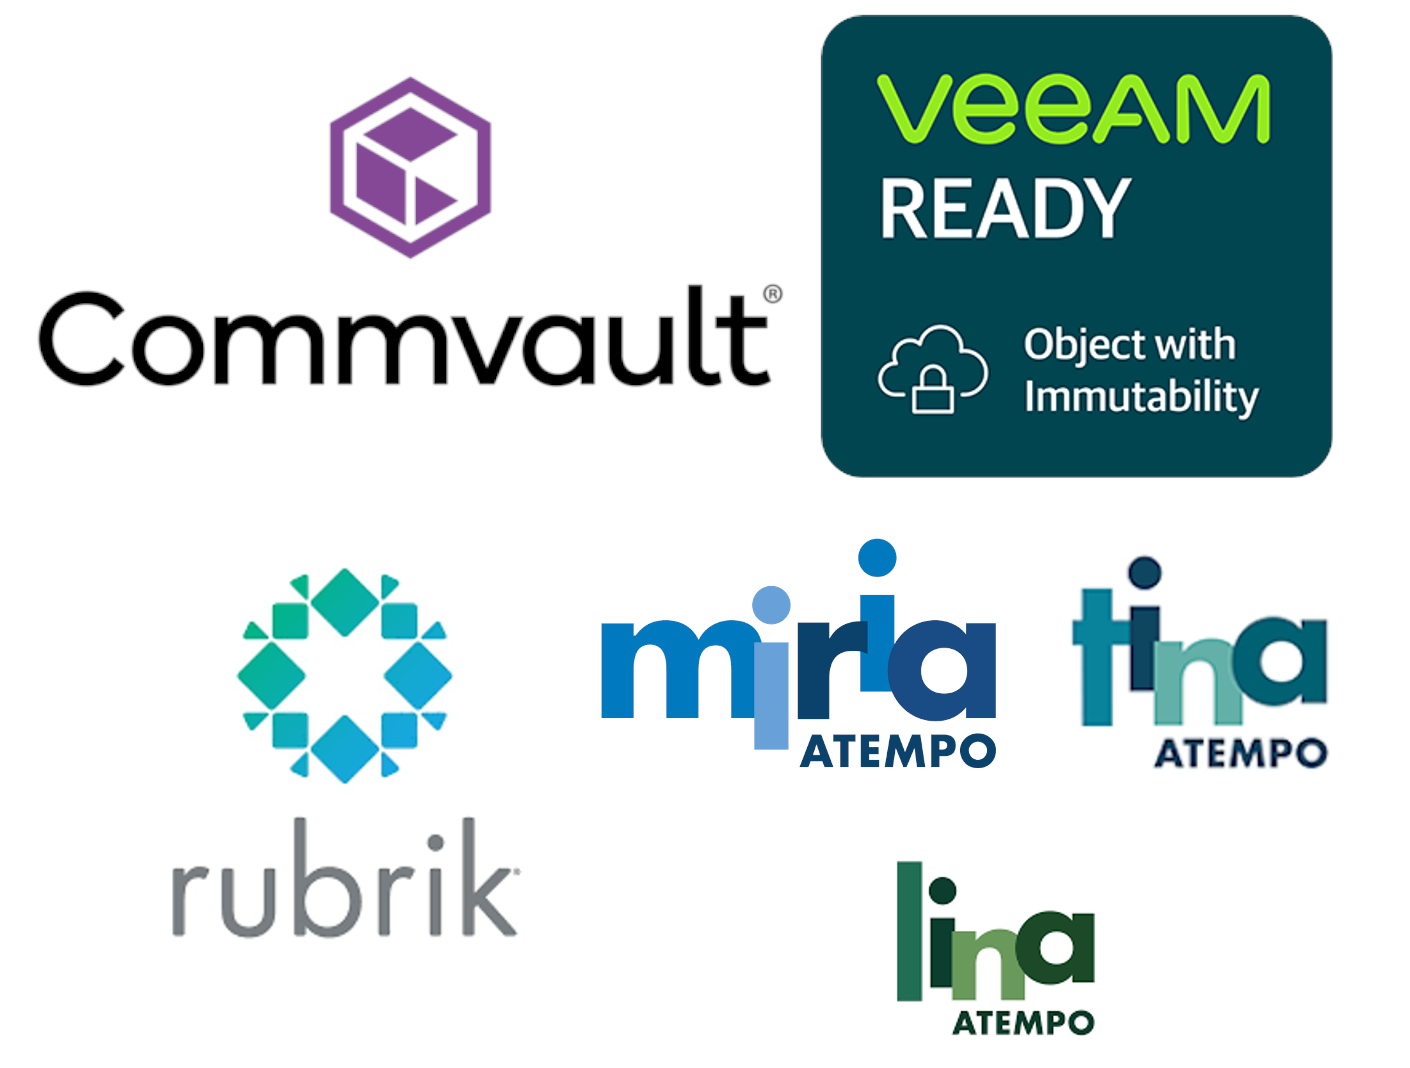 Commvault®
veeAM
READY
Object with
Immutability
rubrik
miria
ATEMPO
tina
ATEMPO
lina
ATEMPO